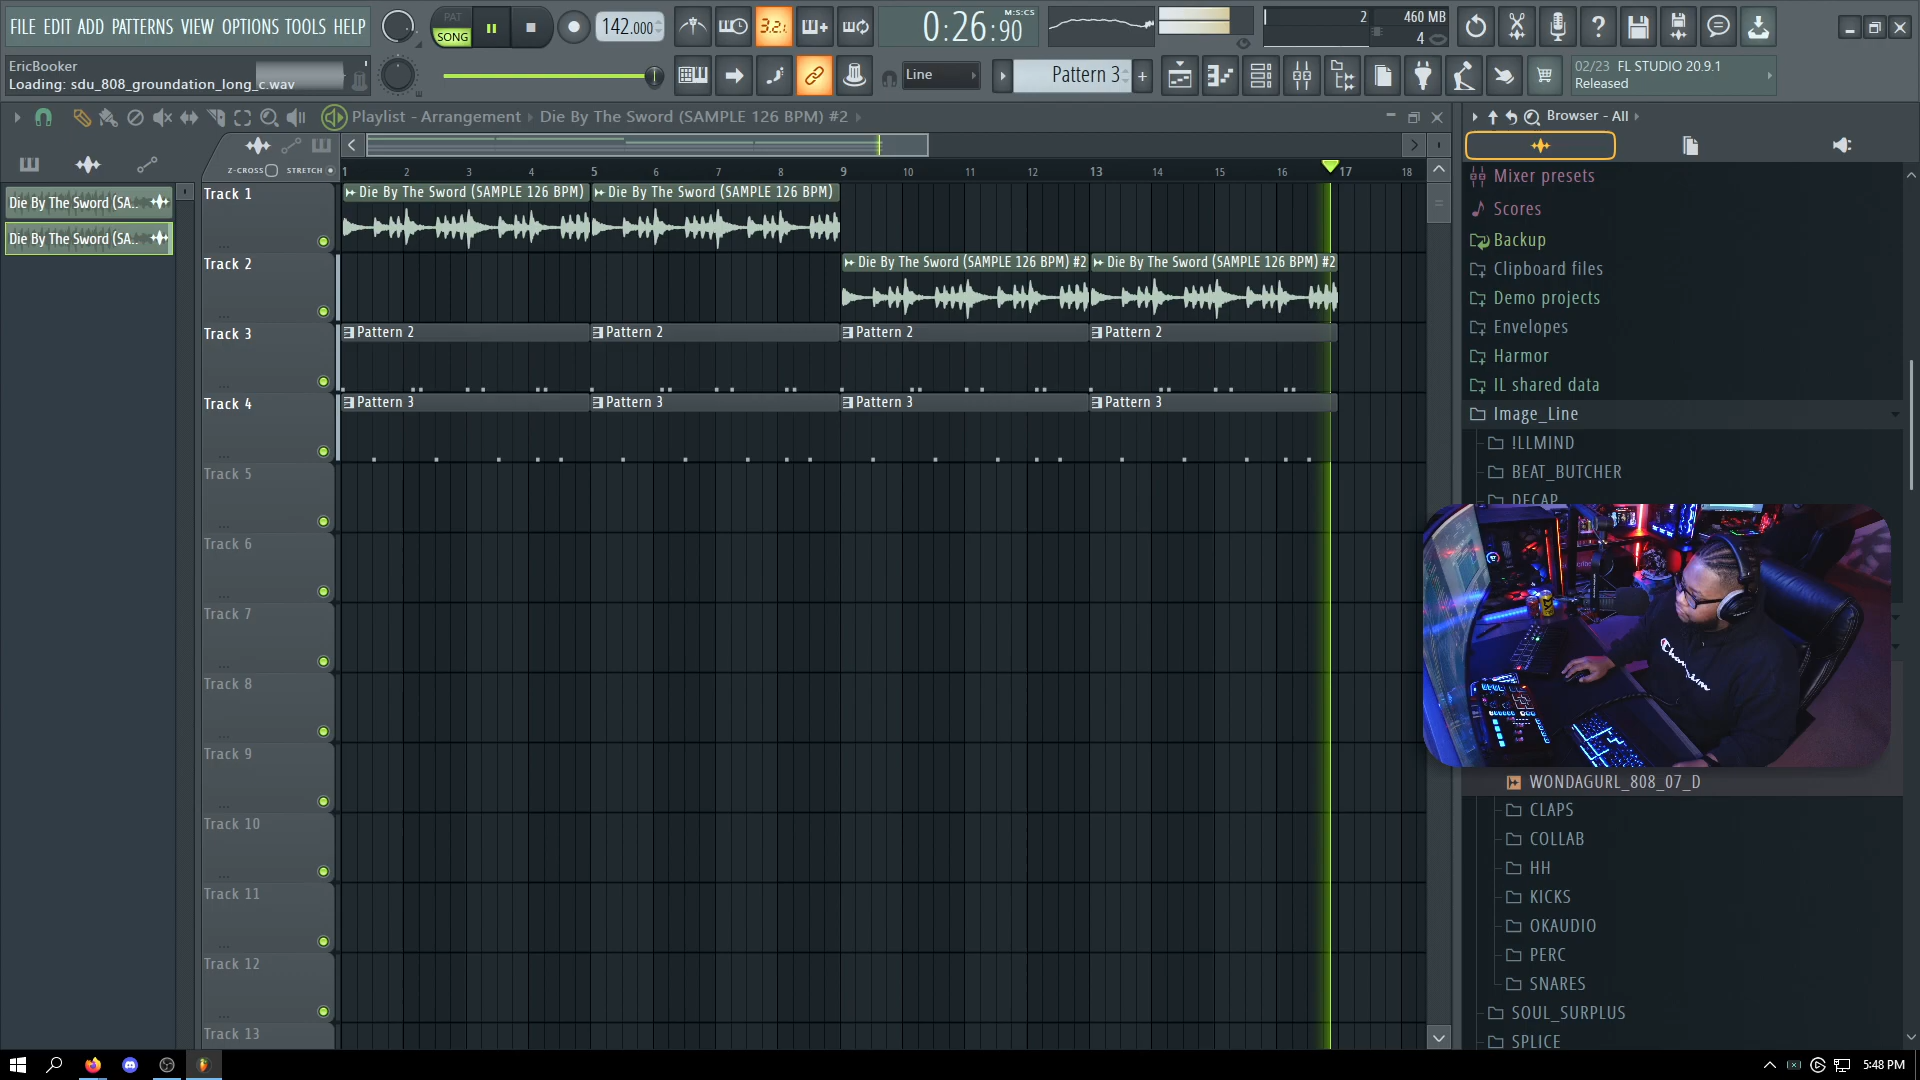 FILE EDIT ADD PATTERNS VIEW OPTIONS TOOLS HELP
PAT
SONG
142.000
3.2.1
0:26:90
M:S:CS
2
460 MB
4
EricBooker
Loading: sdu_808_groundation_long_c.wav
Line
Pattern 3
02/23 FL STUDIO 20.9.1
Released
Playlist - Arrangement
Die By The Sword (SAMPLE 126 BPM) #2
Browser - All
Z-CROSS
STRETCH
1 2 3 4 5 6 7 8 9 10 11 12 13 14 15 16 17 18
Die By The Sword (SA..
Die By The Sword (SA..
Track 1
Die By The Sword (SAMPLE 126 BPM)
Die By The Sword (SAMPLE 126 BPM)
Track 2
Die By The Sword (SAMPLE 126 BPM) #2
Die By The Sword (SAMPLE 126 BPM) #2
Track 3
Pattern 2
Pattern 2
Pattern 2
Pattern 2
Track 4
Pattern 3
Pattern 3
Pattern 3
Pattern 3
Track 5
Track 6
Track 7
Track 8
Track 9
Track 10
Track 11
Track 12
Track 13
Mixer presets
Scores
Backup
Clipboard files
Demo projects
Envelopes
Harmor
IL shared data
Image_Line
!LLMIND
BEAT_BUTCHER
DECAP
Champion
WONDAGURL_808_07_D
CLAPS
COLLAB
HH
KICKS
OKAUDIO
PERC
SNARES
SOUL_SURPLUS
SPLICE
5:48 PM